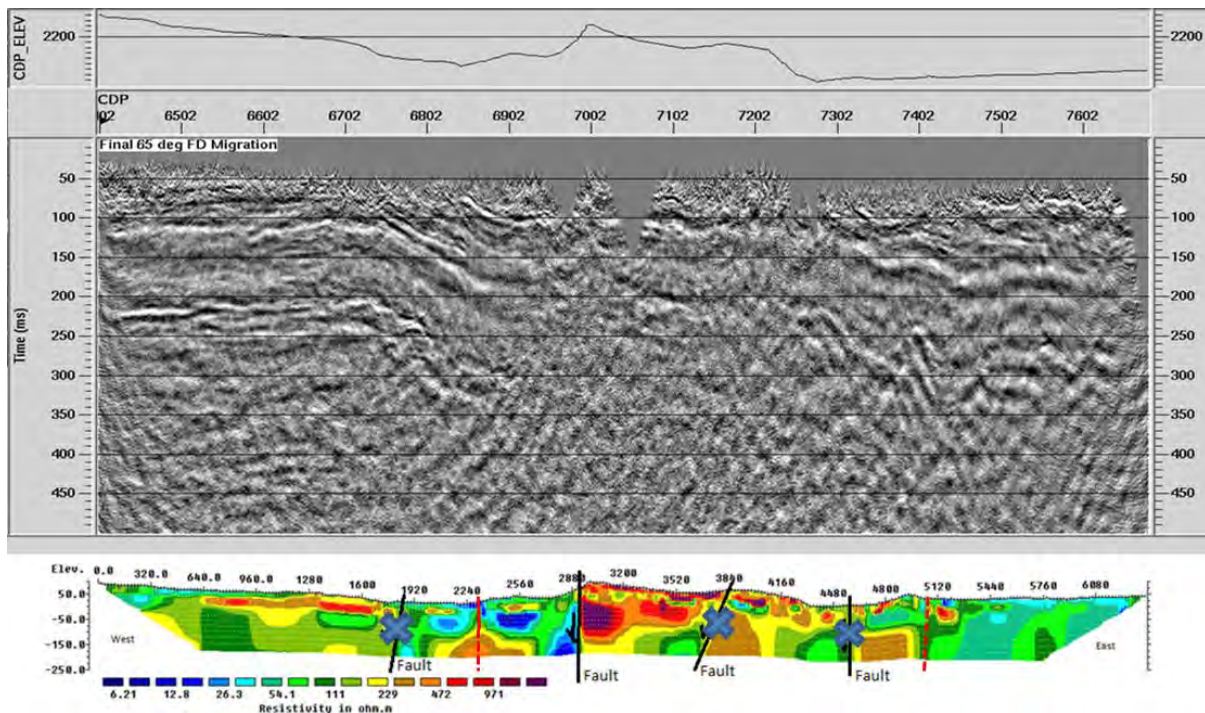 CDP_ELEV
2200
2200
CDP
02 6502 6602 6702 6802 6902 7002 7102 7202 7302 7402 7502 7602
Final 65 deg FD Migration
Time (ms)
50 50
100 100
150 150
200 200
250 250
300 300
350 350
400 400
450 450
Elev. 0.0 320.0 640.0 960.0 1280 1600 1920 2240 2560 2880 3200 3520 3840 4160 4480 4800 5120 5440 5760 6080
50.0
-50.0
-150.0
-250.0
West
East
Fault
Fault
Fault
Fault
6.21 12.8 26.3 54.1 111 229 472 971
Resistivity in ohm.m